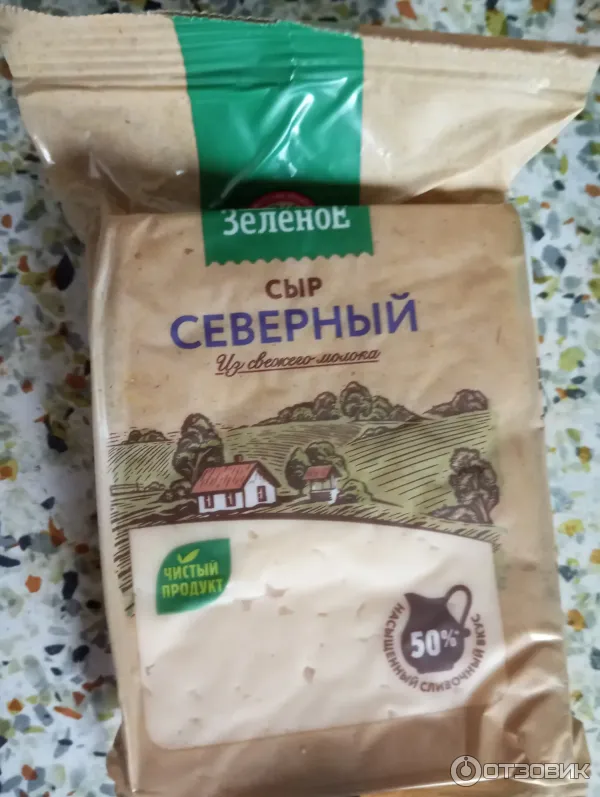 Зеленое
СЫР
СЕВЕРНЫЙ
Из свежего молока
ЧИСТЫЙ
ПРОДУКТ
50%*
НАСЫЩЕННЫЙ СЛИВОЧНЫЙ ВКУС
ОТЗОВИК